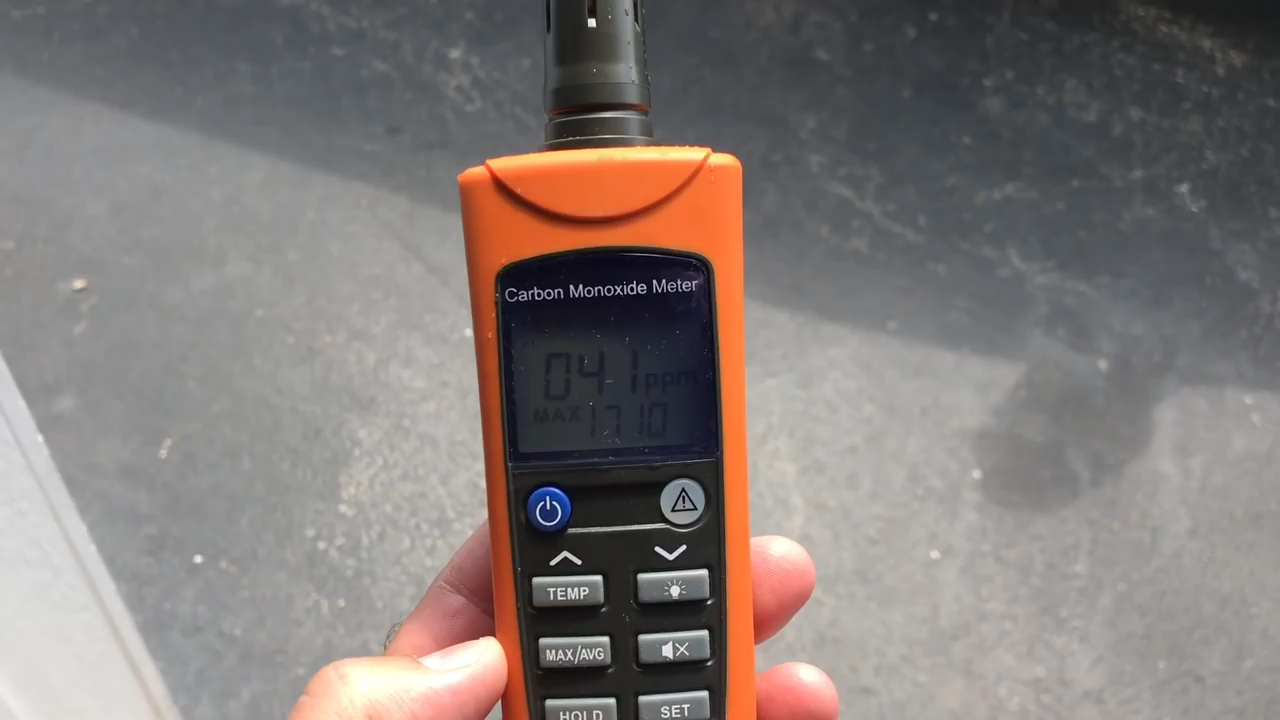 Carbon Monoxide Meter
041 ppm
MAX 1710
TEMP
MAX/AVG
HOLD SET